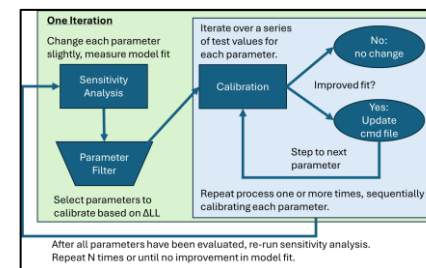 One Iteration
Change each parameter
slightly, measure model fit
Sensitivity
Analysis
Parameter
Filter
Select parameters to
calibrate based on ΔLL
Iterate over a series
of test values for
each parameter.
Calibration
No:
no change
Improved fit?
Yes:
Update
cmd file
Step to next
parameter
Repeat process one or more times, sequentially
calibrating each parameter.
After all parameters have been evaluated, re-run sensitivity analysis.
Repeat N times or until no improvement in model fit.